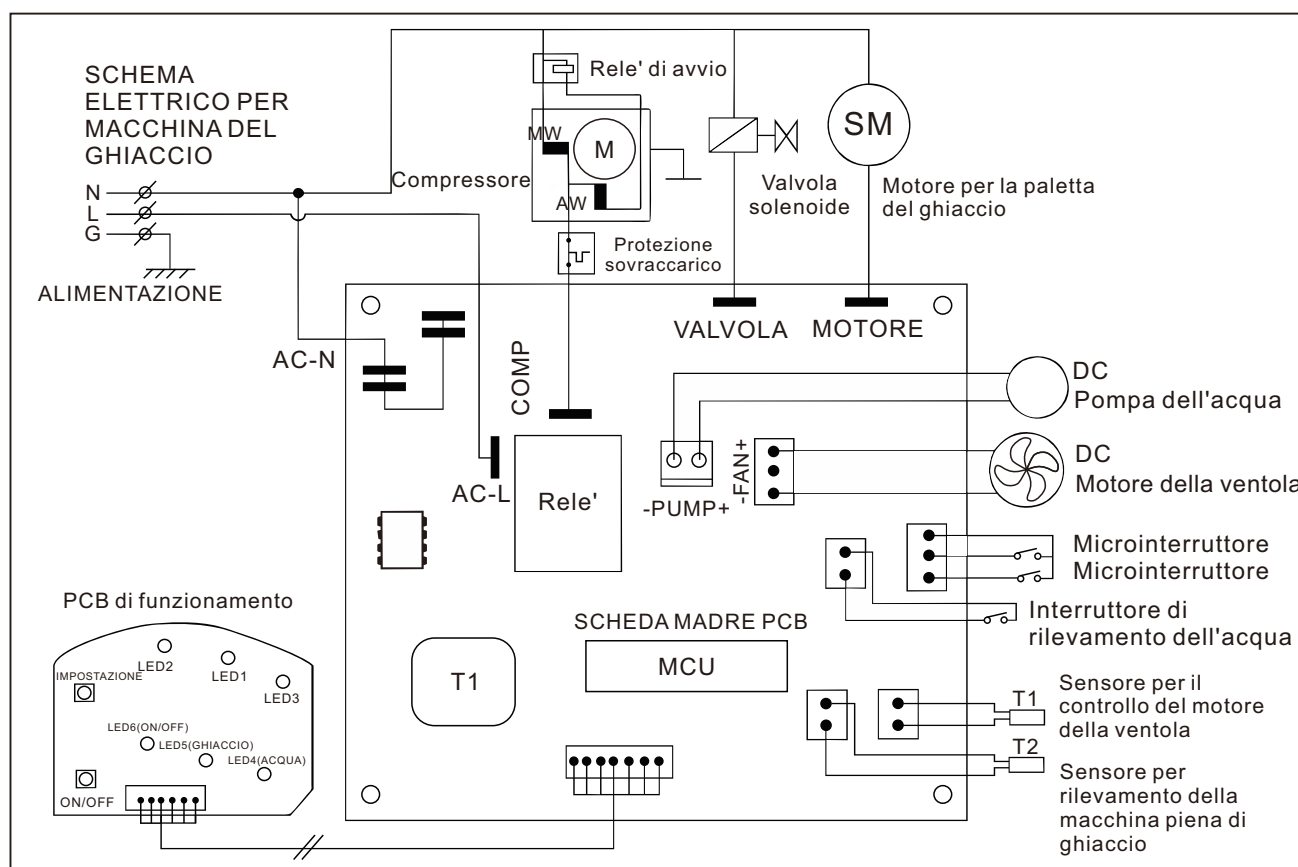 SCHEMA
ELETTRICO PER
MACCHINA DEL
GHIACCIO
N
L
G
ALIMENTAZIONE
Rele' di avvio
MW
M
AW
Compressore
Protezione
sovraccarico
Valvola
solenoide
SM
Motore per la paletta
del ghiaccio
VALVOLA
MOTORE
AC-N
COMP
AC-L
Rele'
-PUMP+
-FAN+
DC
Pompa dell'acqua
DC
Motore della ventola
Microinterruttore
Microinterruttore
Interruttore di
rilevamento dell'acqua
SCHEDA MADRE PCB
MCU
T1
T1
Sensore per il
controllo del motore
della ventola
T2
Sensore per
rilevamento della
macchina piena di
ghiaccio
PCB di funzionamento
IMPOSTAZIONE
LED2
LED1
LED3
LED6(ON/OFF)
LED5(GHIACCIO)
LED4(ACQUA)
ON/OFF